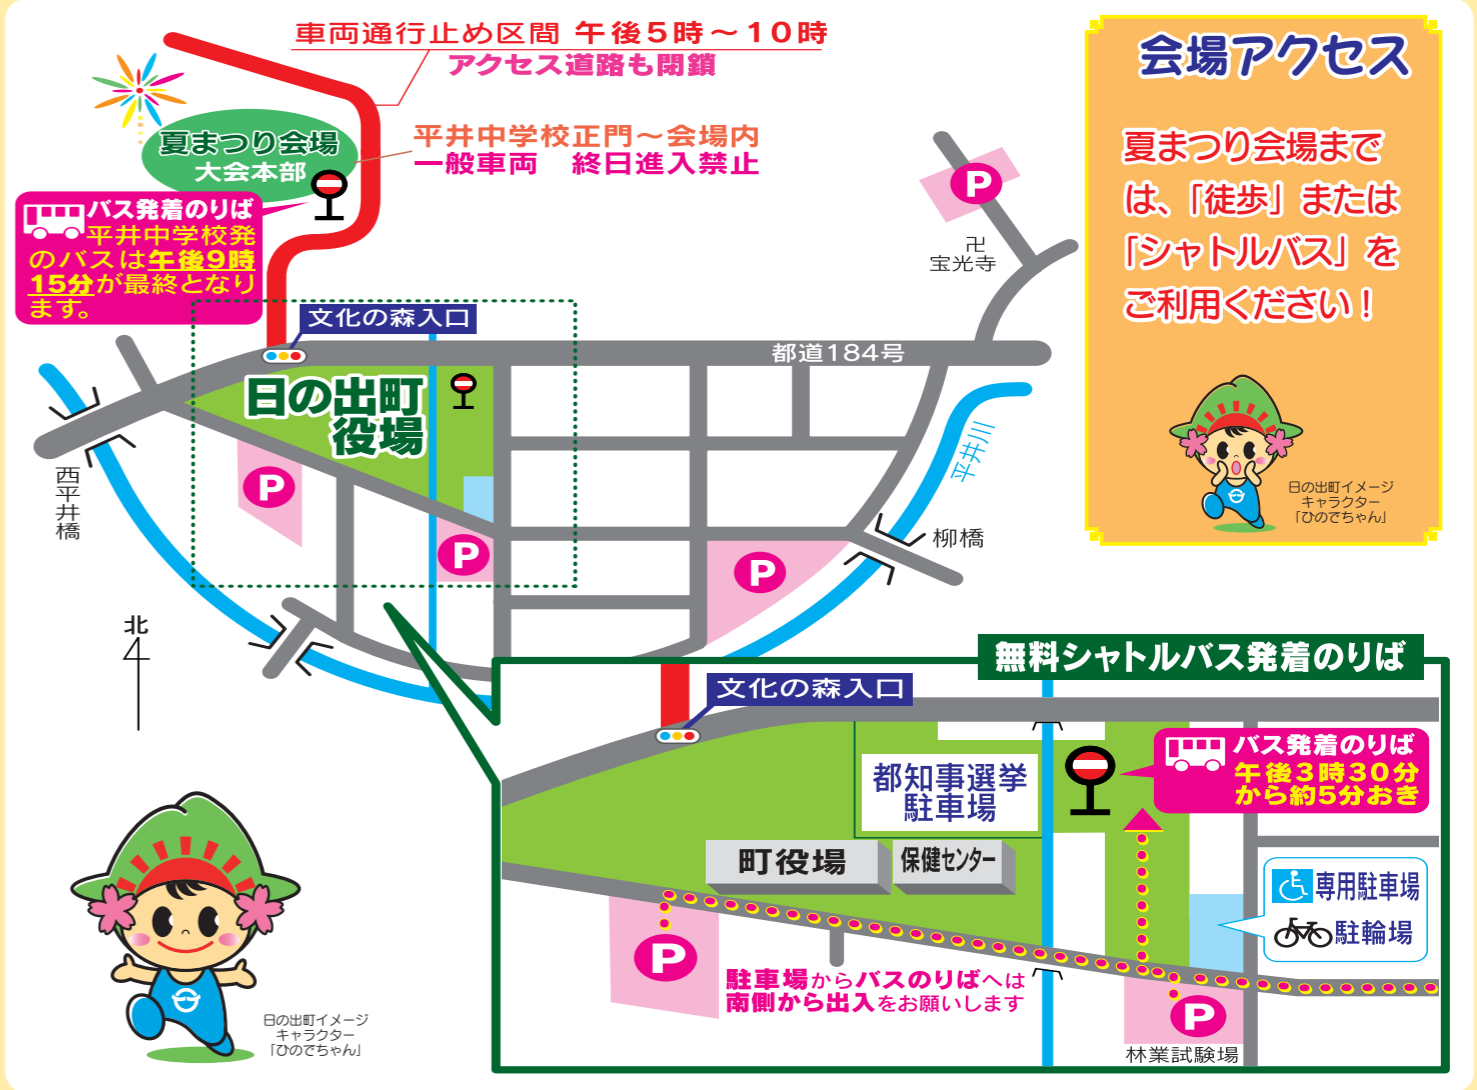 車両通行止め区間 午後5時～10時
アクセス道路も閉鎖
平井中学校正門～会場内
一般車両　終日進入禁止
夏まつり会場
大会本部
バス発着のりば
平井中学校発
のバスは午後9時
15分が最終となり
ます。
会場アクセス
夏まつり会場まで
は、「徒歩」または
「シャトルバス」を
ご利用ください！
日の出町イメージ
キャラクター
「ひのでちゃん」
P
卍
宝光寺
文化の森入口
都道184号
日の出町
役場
P
P
P
西平井橋
平井川
柳橋
北
無料シャトルバス発着のりば
文化の森入口
都知事選挙
駐車場
バス発着のりば
午後3時30分
から約5分おき
町役場
保健センター
専用駐車場
駐輪場
P
駐車場からバスのりばへは
南側から出入をお願いします
P
林業試験場
日の出町イメージ
キャラクター
「ひのでちゃん」